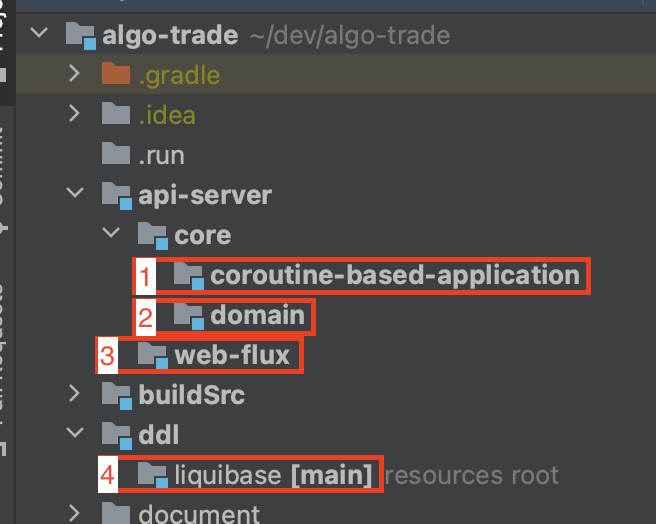 algo-trade ~/dev/algo-trade
.gradle
.idea
.run
api-server
core
1 coroutine-based-application
2 domain
3 web-flux
buildSrc
ddl
4 liquibase [main] resources root
document